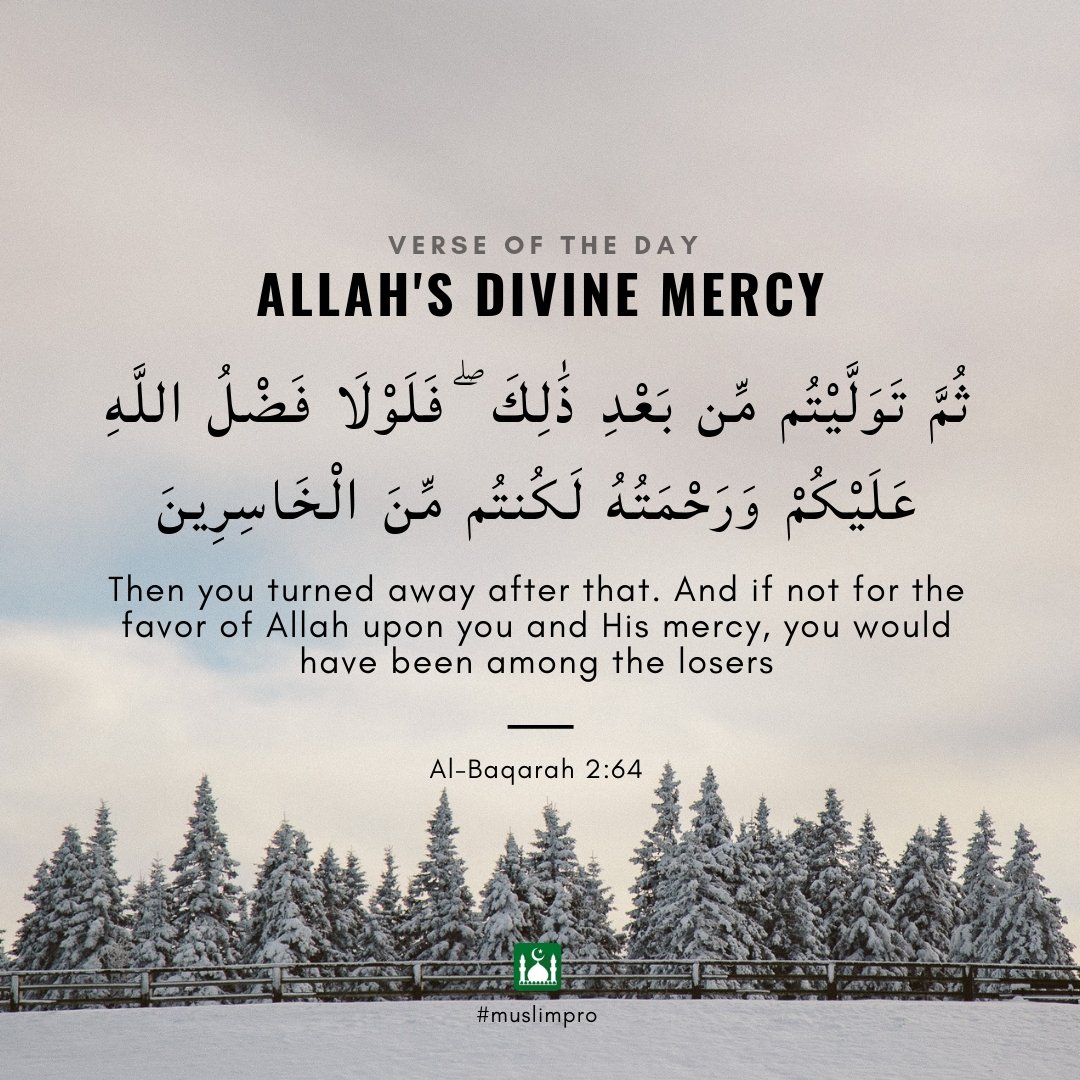 VERSE OF THE DAY
ALLAH'S DIVINE MERCY
ثُمَّ تَوَلَّيْتُم مِّن بَعْدِ ذَٰلِكَ ۖ فَلَوْلَا فَضْلُ اللَّهِ
عَلَيْكُمْ وَرَحْمَتُهُ لَكُنتُم مِّنَ الْخَاسِرِينَ
Then you turned away after that. And if not for the
favor of Allah upon you and His mercy, you would
have been among the losers
Al-Baqarah 2:64
#muslimpro